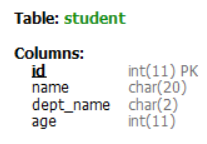 Table: student
Columns:
id int(11) PK
name char(20)
dept_name char(2)
age int(11)